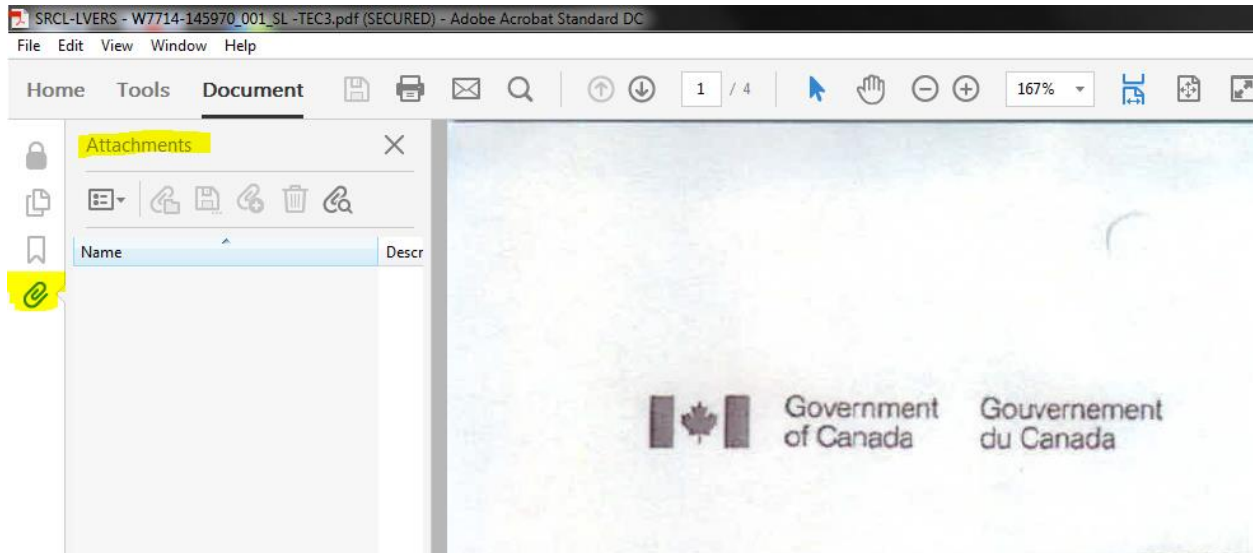 SRCL-LVERS - W7714-145970_001_SL -TEC3.pdf (SECURED) - Adobe Acrobat Standard DC
File Edit View Window Help
Home Tools Document 1 / 4 167%
Attachments
Name Descr
Government Gouvernement
of Canada du Canada